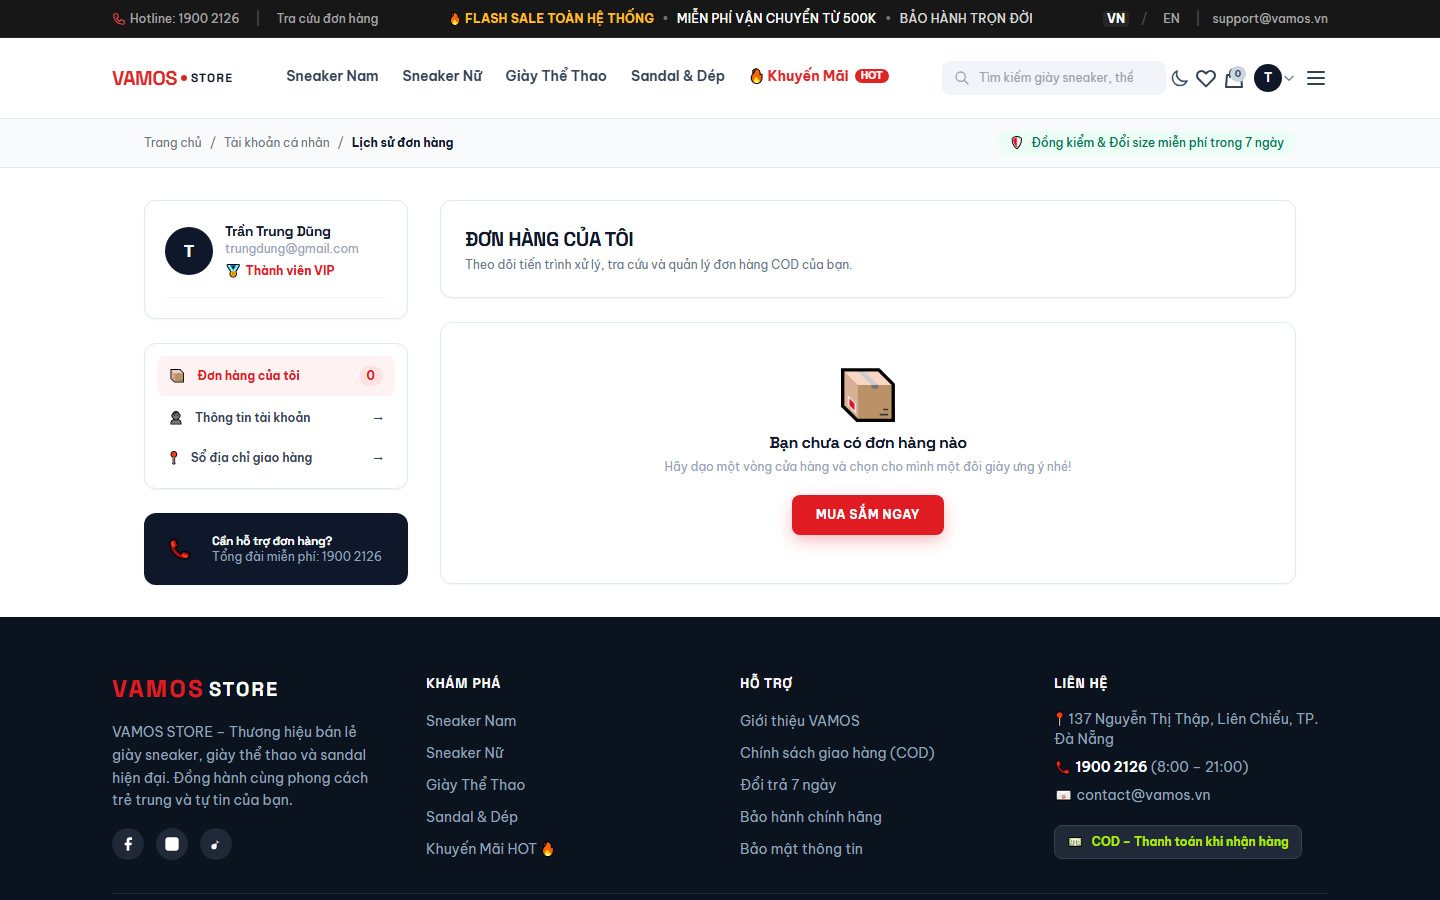 Hotline: 1900 2126 | Tra cứu đơn hàng
🔥 FLASH SALE TOÀN HỆ THỐNG • MIỄN PHÍ VẬN CHUYỂN TỪ 500K • BẢO HÀNH TRỌN ĐỜI
VN / EN | support@vamos.vn
VAMOS • STORE
Sneaker Nam
Sneaker Nữ
Giày Thể Thao
Sandal & Dép
🔥 Khuyến Mãi HOT
Tìm kiếm giày sneaker, thể
0
T
Trang chủ / Tài khoản cá nhân / Lịch sử đơn hàng
Đồng kiểm & Đổi size miễn phí trong 7 ngày
T
Trần Trung Dũng
trungdung@gmail.com
Thành viên VIP
Đơn hàng của tôi 0
Thông tin tài khoản →
Sổ địa chỉ giao hàng →
Cần hỗ trợ đơn hàng?
Tổng đài miễn phí: 1900 2126
ĐƠN HÀNG CỦA TÔI
Theo dõi tiến trình xử lý, tra cứu và quản lý đơn hàng COD của bạn.
Bạn chưa có đơn hàng nào
Hãy dạo một vòng cửa hàng và chọn cho mình một đôi giày ưng ý nhé!
MUA SẮM NGAY
VAMOS STORE
VAMOS STORE – Thương hiệu bán lẻ
giày sneaker, giày thể thao và sandal
hiện đại. Đồng hành cùng phong cách
trẻ trung và tự tin của bạn.
KHÁM PHÁ
Sneaker Nam
Sneaker Nữ
Giày Thể Thao
Sandal & Dép
Khuyến Mãi HOT 🔥
HỖ TRỢ
Giới thiệu VAMOS
Chính sách giao hàng (COD)
Đổi trả 7 ngày
Bảo hành chính hãng
Bảo mật thông tin
LIÊN HỆ
📍137 Nguyễn Thị Thập, Liên Chiểu, TP.
Đà Nẵng
📞 1900 2126 (8:00 – 21:00)
contact@vamos.vn
COD – Thanh toán khi nhận hàng